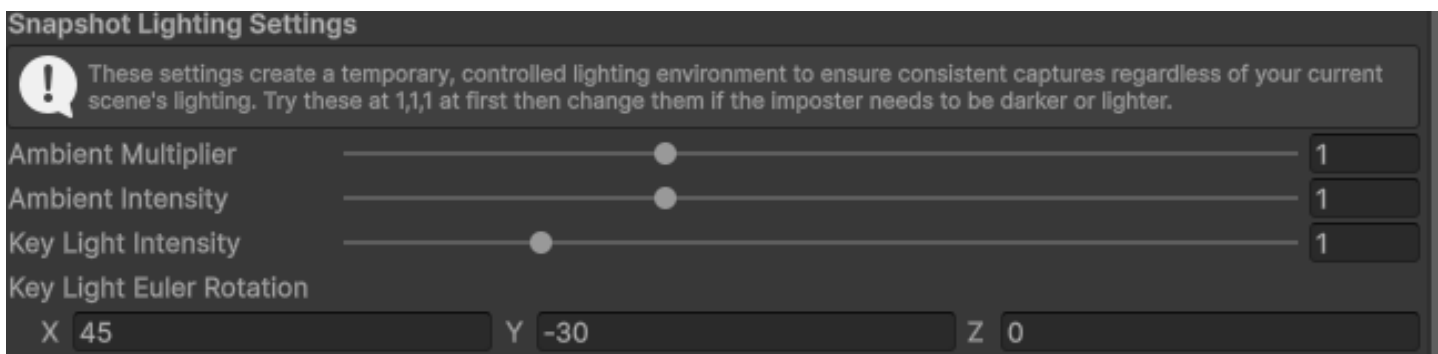 Snapshot Lighting Settings
These settings create a temporary, controlled lighting environment to ensure consistent captures regardless of your current
scene's lighting. Try these at 1,1,1 at first then change them if the imposter needs to be darker or lighter.
Ambient Multiplier 1
Ambient Intensity 1
Key Light Intensity 1
Key Light Euler Rotation
X 45 Y -30 Z 0